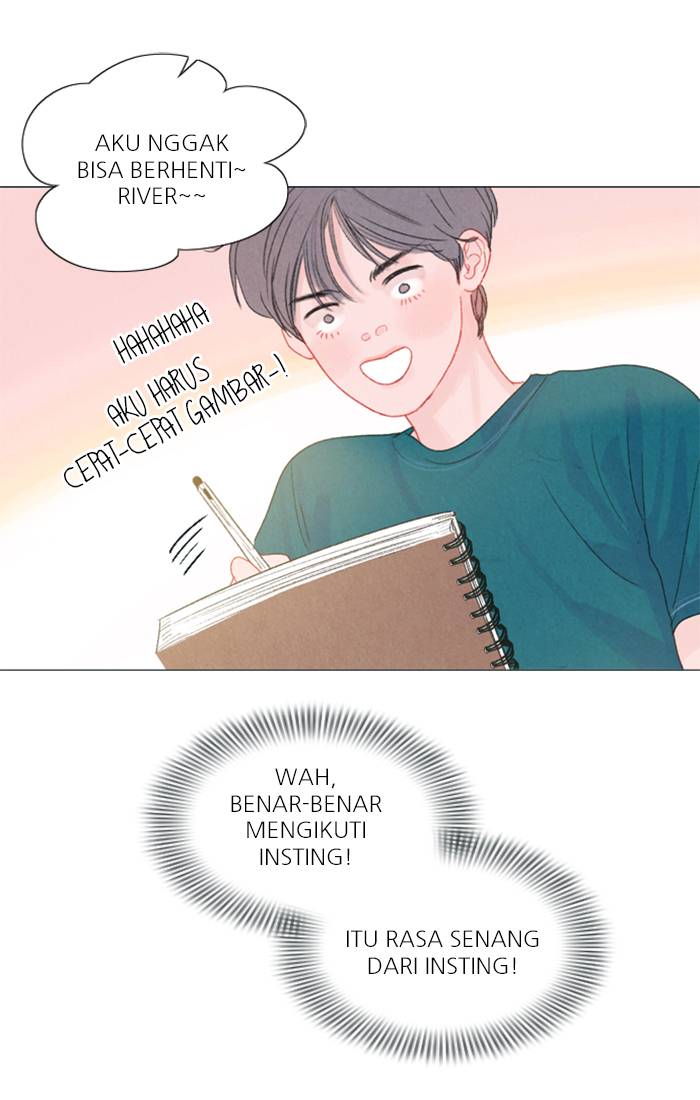 AKU NGGAK
BISA BERHENTI~
RIVER~~
HAHAHAHA
AKU HARUS
CEPAT-CEPAT GAMBAR-!
WAH,
BENAR-BENAR
MENGIKUTI
INSTING!
ITU RASA SENANG
DARI INSTING!